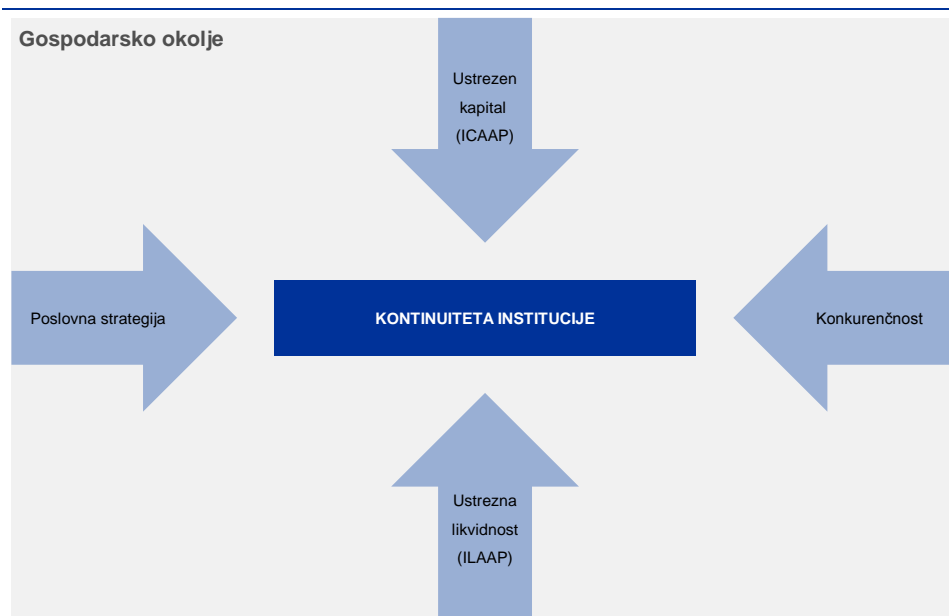 Gospodarsko okolje
Ustrezen
kapital
(ICAAP)
Poslovna strategija
KONTINUITETA INSTITUCIJE
Konkurenčnost
Ustrezna
likvidnost
(ILAAP)